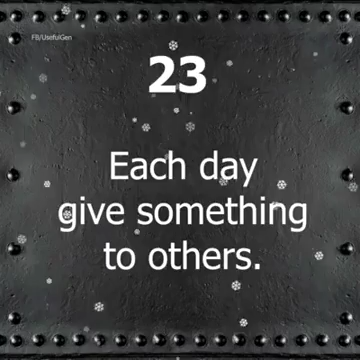 FB/UsefulGen
23
Each day
give something
to others.